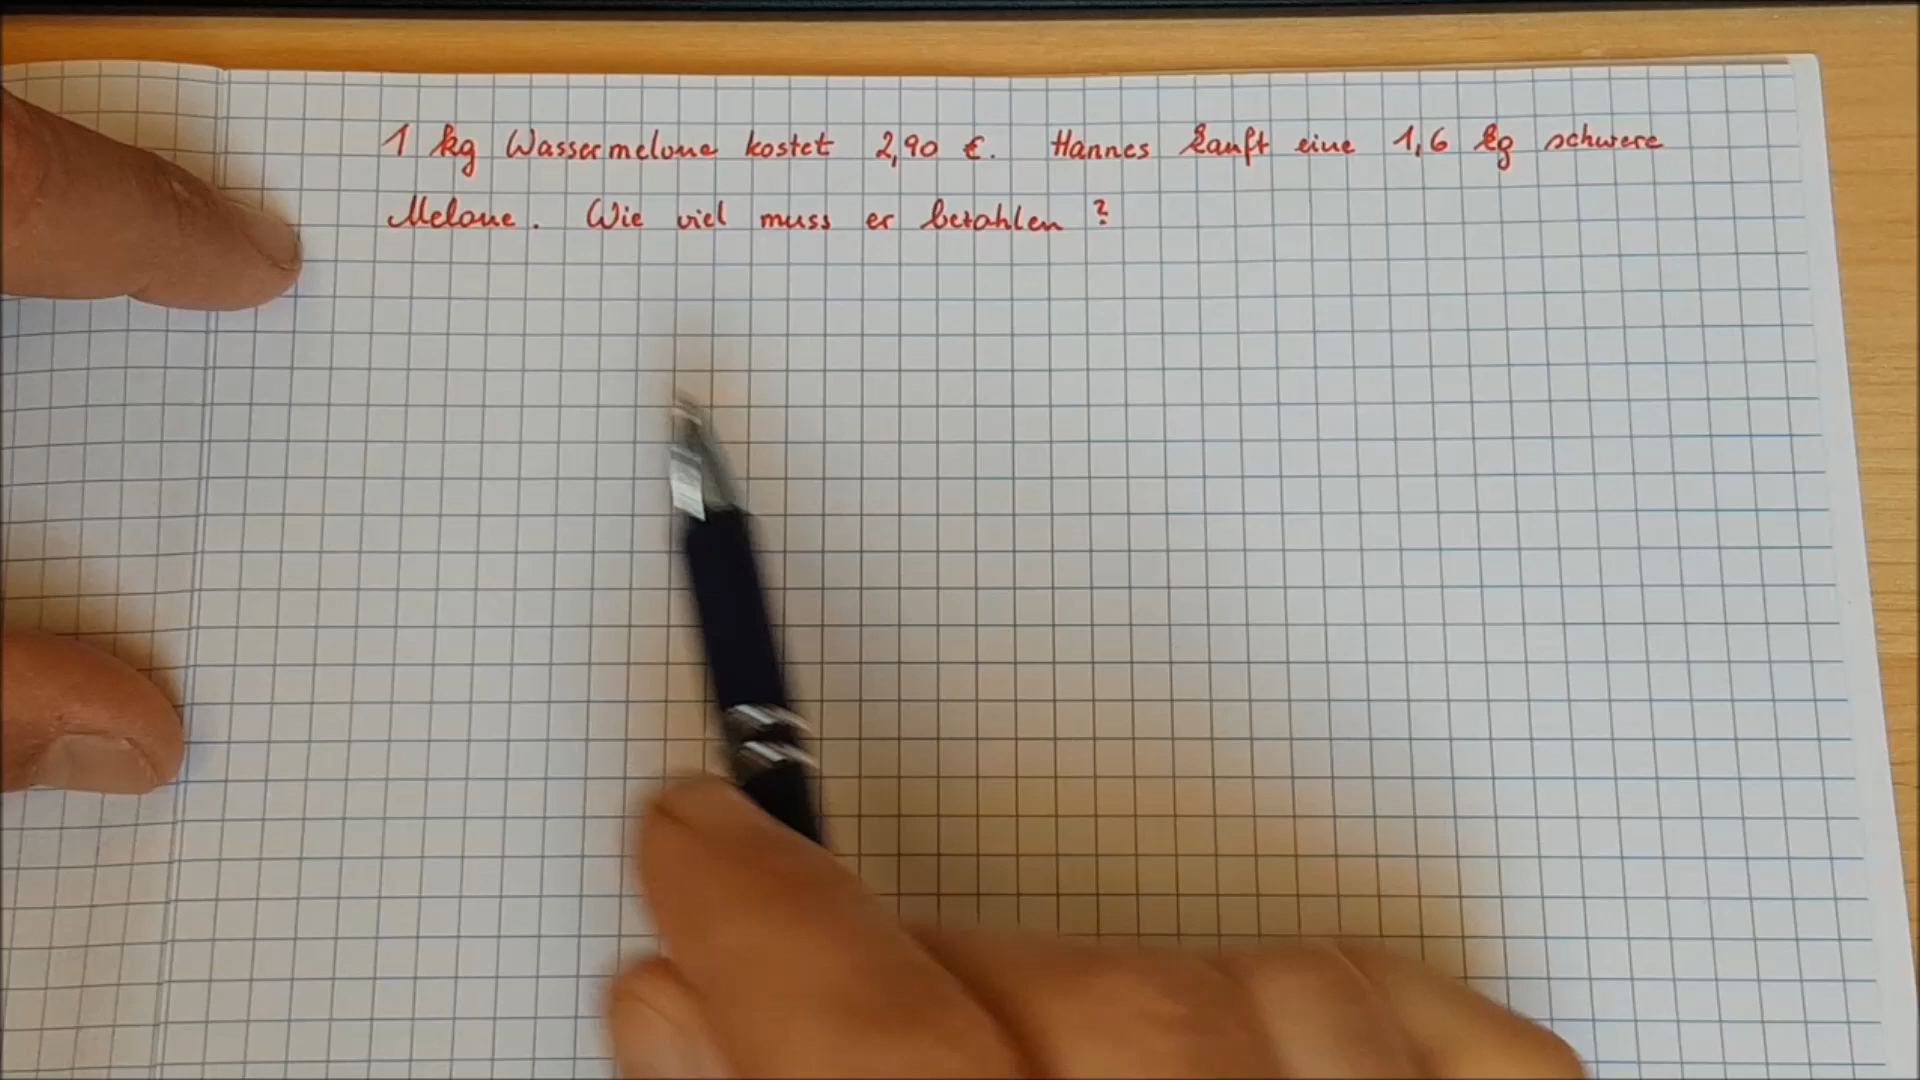 1 kg Wassermelone kostet 2,90 €. Hannes kauft eine 1,6 kg schwere
Melone. Wie viel muss er bezahlen?